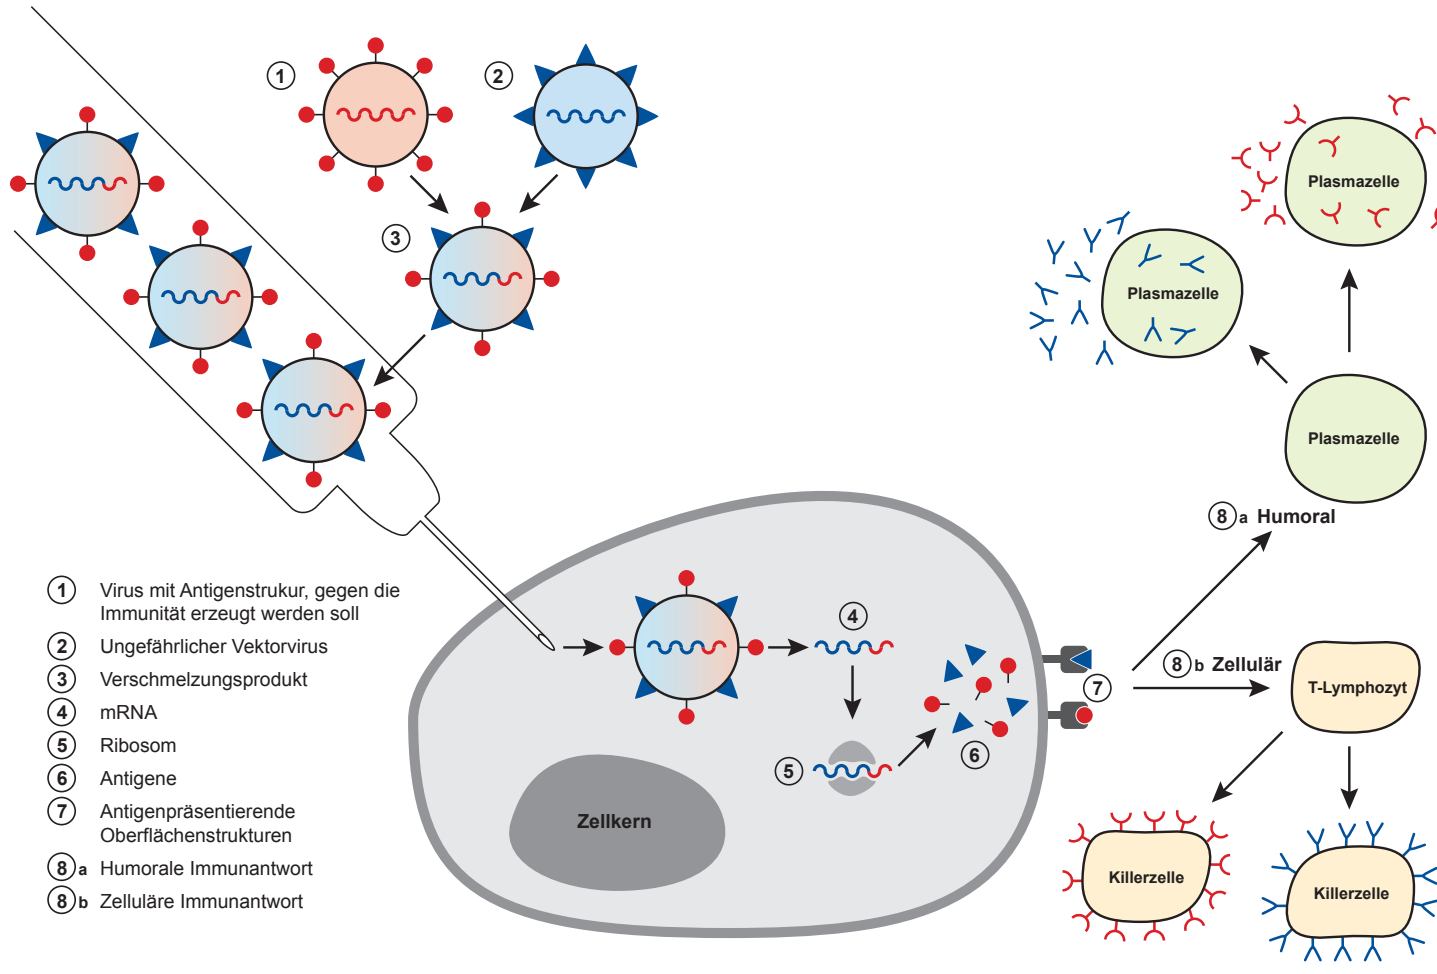 1
2
3
Plasmazelle
Plasmazelle
Plasmazelle
8 a Humoral
1 Virus mit Antigenstrukur, gegen die
Immunität erzeugt werden soll
2 Ungefährlicher Vektorvirus
3 Verschmelzungsprodukt
4 mRNA
5 Ribosom
6 Antigene
7 Antigenpräsentierende
Oberflächenstrukturen
8 a Humorale Immunantwort
8 b Zelluläre Immunantwort
4
5
6
7
Zellkern
8 b Zellulär
T-Lymphozyt
Killerzelle
Killerzelle